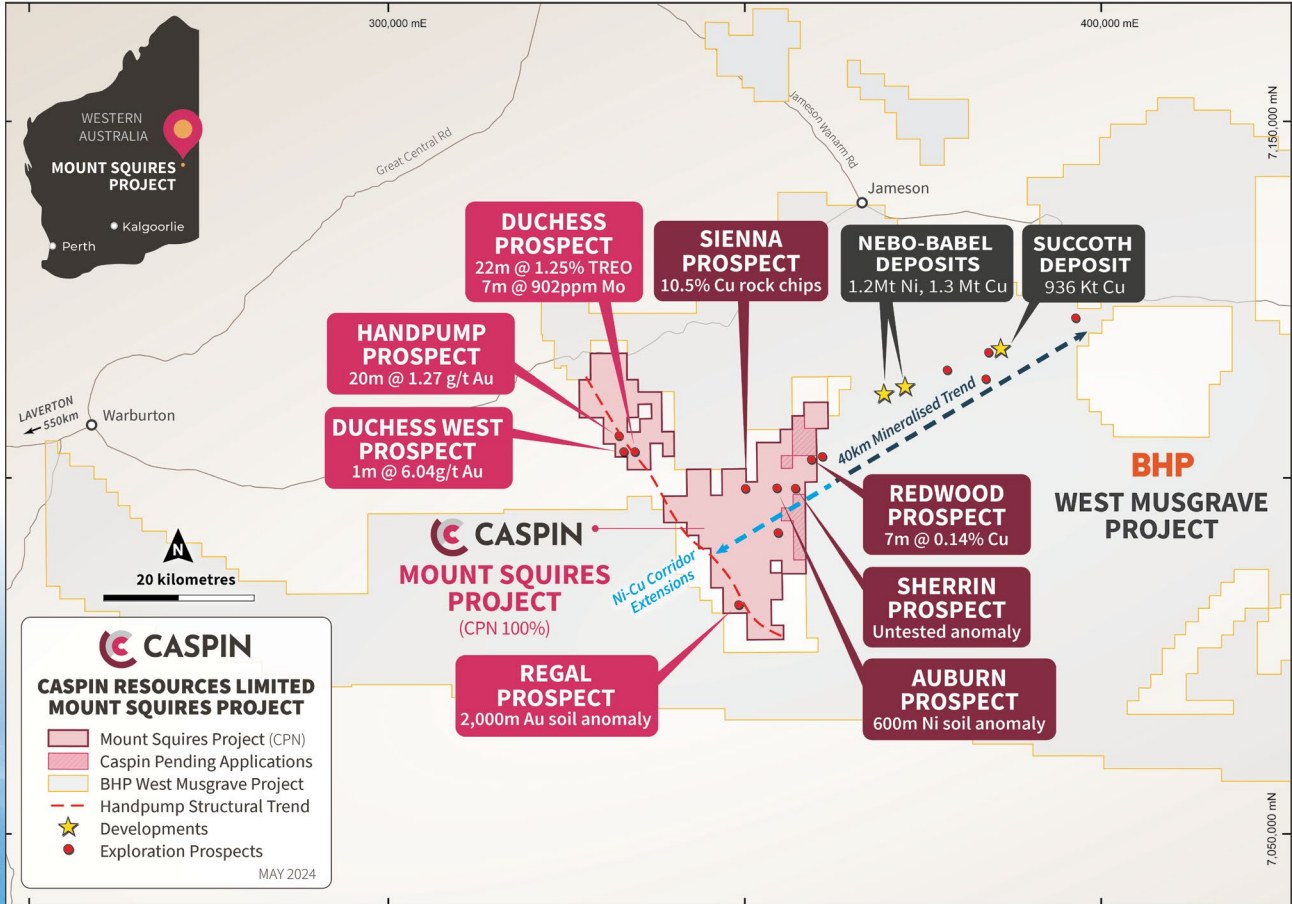 300,000 mE
400,000 mE
7,150,000 mN
WESTERN
AUSTRALIA
MOUNT SQUIRES
PROJECT
Kalgoorlie
Perth
Great Central Rd
Jameson Wanarm Rd
Jameson
DUCHESS
PROSPECT
22m @ 1.25% TREO
7m @ 902ppm Mo
SIENNA
PROSPECT
10.5% Cu rock chips
NEBO-BABEL
DEPOSITS
1.2Mt Ni, 1.3 Mt Cu
SUCCOTH
DEPOSIT
936 Kt Cu
HANDPUMP
PROSPECT
20m @ 1.27 g/t Au
LAVERTON
550km
Warburton
DUCHESS WEST
PROSPECT
1m @ 6.04g/t Au
40km Mineralised Trend
BHP
WEST MUSGRAVE
PROJECT
REDWOOD
PROSPECT
7m @ 0.14% Cu
CASPIN
MOUNT SQUIRES
PROJECT
(CPN 100%)
Ni-Cu Corridor
Extensions
N
20 kilometres
SHERRIN
PROSPECT
Untested anomaly
REGAL
PROSPECT
2,000m Au soil anomaly
AUBURN
PROSPECT
600m Ni soil anomaly
CASPIN
CASPIN RESOURCES LIMITED
MOUNT SQUIRES PROJECT
Mount Squires Project (CPN)
Caspin Pending Applications
BHP West Musgrave Project
Handpump Structural Trend
Developments
Exploration Prospects
MAY 2024
7,050,000 mN